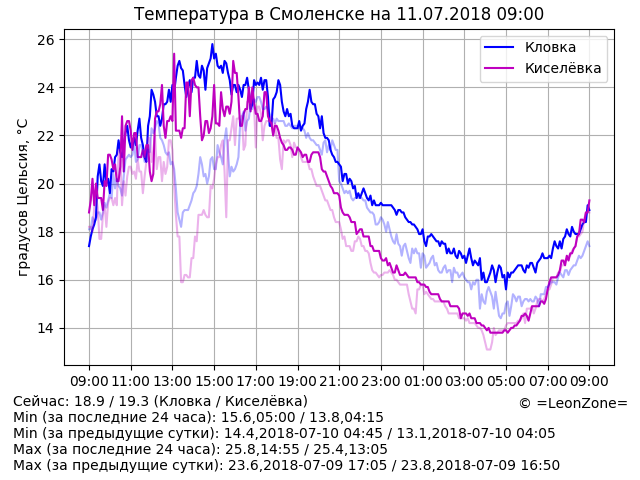 Температура в Смоленске на 11.07.2018 09:00
Кловка
Киселёвка
градусов Цельсия, °C
26
24
22
20
18
16
14
09:00 11:00 13:00 15:00 17:00 19:00 21:00 23:00 01:00 03:00 05:00 07:00 09:00
Сейчас: 18.9 / 19.3 (Кловка / Киселёвка)
© =LeonZone=
Min (за последние 24 часа): 15.6,05:00 / 13.8,04:15
Min (за предыдущие сутки): 14.4,2018-07-10 04:45 / 13.1,2018-07-10 04:05
Max (за последние 24 часа): 25.8,14:55 / 25.4,13:05
Max (за предыдущие сутки): 23.6,2018-07-09 17:05 / 23.8,2018-07-09 16:50